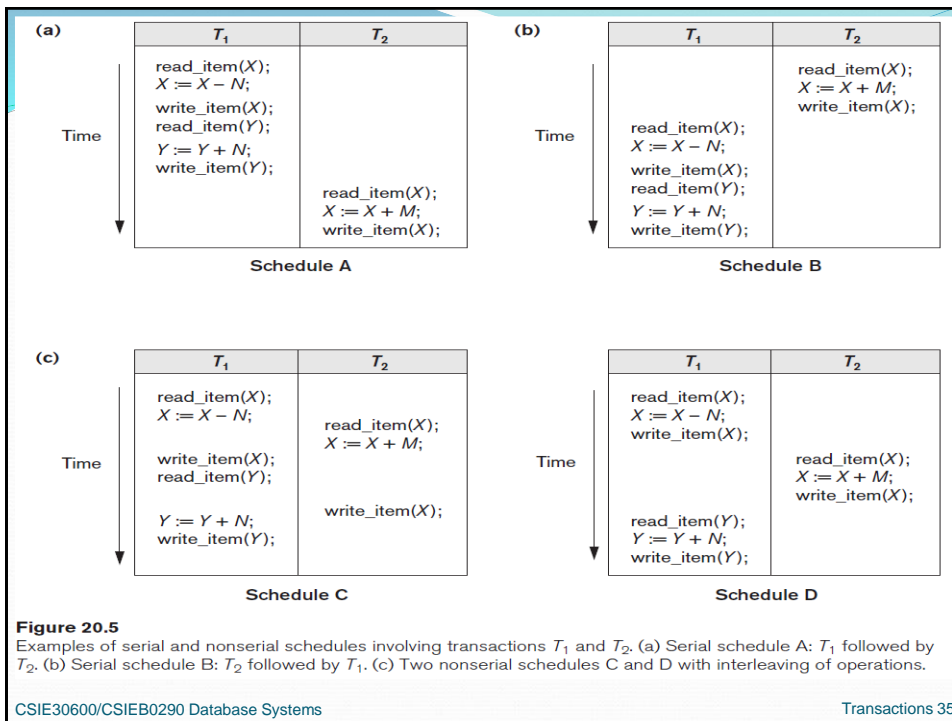 (a)
T₁ T₂
read_item(X);
X := X – N;
write_item(X);
read_item(Y);
Y := Y + N;
write_item(Y);
read_item(X);
X := X + M;
write_item(X);
Time
Schedule A
(b)
T₁ T₂
read_item(X);
X := X + M;
write_item(X);
read_item(X);
X := X – N;
write_item(X);
read_item(Y);
Y := Y + N;
write_item(Y);
Time
Schedule B
(c)
T₁ T₂
read_item(X);
X := X – N;
read_item(X);
X := X + M;
write_item(X);
read_item(Y);
write_item(X);
Y := Y + N;
write_item(Y);
Time
Schedule C
T₁ T₂
read_item(X);
X := X – N;
write_item(X);
read_item(X);
X := X + M;
write_item(X);
read_item(Y);
Y := Y + N;
write_item(Y);
Time
Schedule D
Figure 20.5
Examples of serial and nonserial schedules involving transactions T₁ and T₂. (a) Serial schedule A: T₁ followed by
T₂. (b) Serial schedule B: T₂ followed by T₁. (c) Two nonserial schedules C and D with interleaving of operations.
CSIE30600/CSIEB0290 Database Systems
Transactions 35